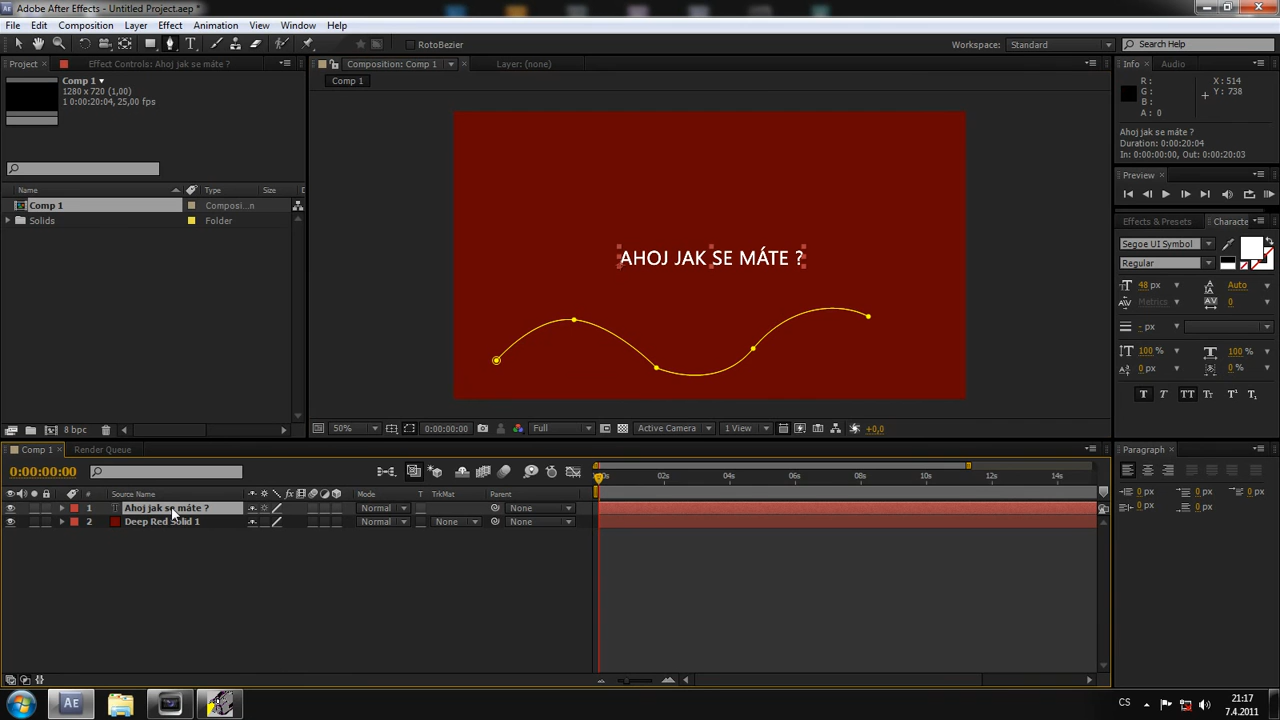 Adobe After Effects - Untitled Project.aep *
File Edit Composition Layer Effect Animation View Window Help
RotoBezier
Workspace: Standard
Search Help
Project
Effect Controls: Ahoj jak se máte ?
Composition: Comp 1
Layer: (none)
Info
Audio
Comp 1
1280 x 720 (1,00)
1 0:00:20:04, 25,00 fps
Comp 1
R :
G :
B :
A : 0
X : 514
Y : 738
Ahoj jak se máte ?
Duration: 0:00:20:04
In: 0:00:00:00, Out: 0:00:20:03
Preview
Name Type Size
Comp 1 Composi...n
Solids Folder
Effects & Presets
Characte
Segoe UI Symbol
Regular
AHOJ JAK SE MÁTE ?
48 px
Auto
Metrics
0
- px
100 %
100 %
0 px
0 %
T T TT Tт T¹ T₁
8 bpc
50%
0:00:00:00
Full
Active Camera
1 View
+0,0
Comp 1
Render Queue
Paragraph
0:00:00:00
0 px
0 px
0 px
0 px
0 px
# Source Name Mode T TrkMat Parent
02s 04s 06s 08s 10s 12s 14s
1 Ahoj jak se máte ? Normal None
2 Deep Red Solid 1 Normal None None
CS
21:17
7.4.2011